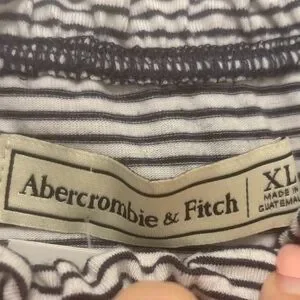 Abercrombie & Fitch
XL
MADE IN
GUATEMALA